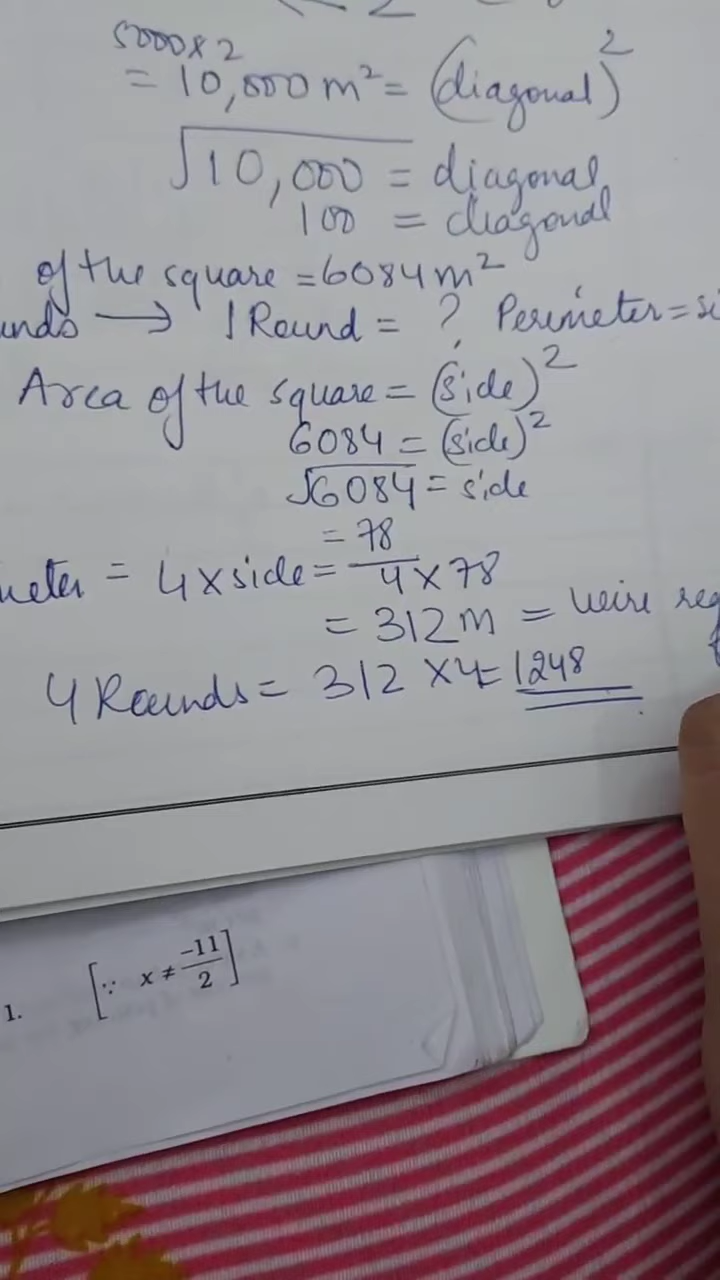 5000 x 2
= 10,000 m² = (diagonal)²
√10,000 = diagonal
100 = diagonal
of the square = 6084 m²
→ 1 Round = ? Perimeter =
Area of the square = (side)²
6084 = (side)²
√6084 = side
= 78
= 4 x side = 4 x 78
= 312 m = wire
4 Rounds = 312 x 4 = 1248
1. [∵ x ≠ -11/2]